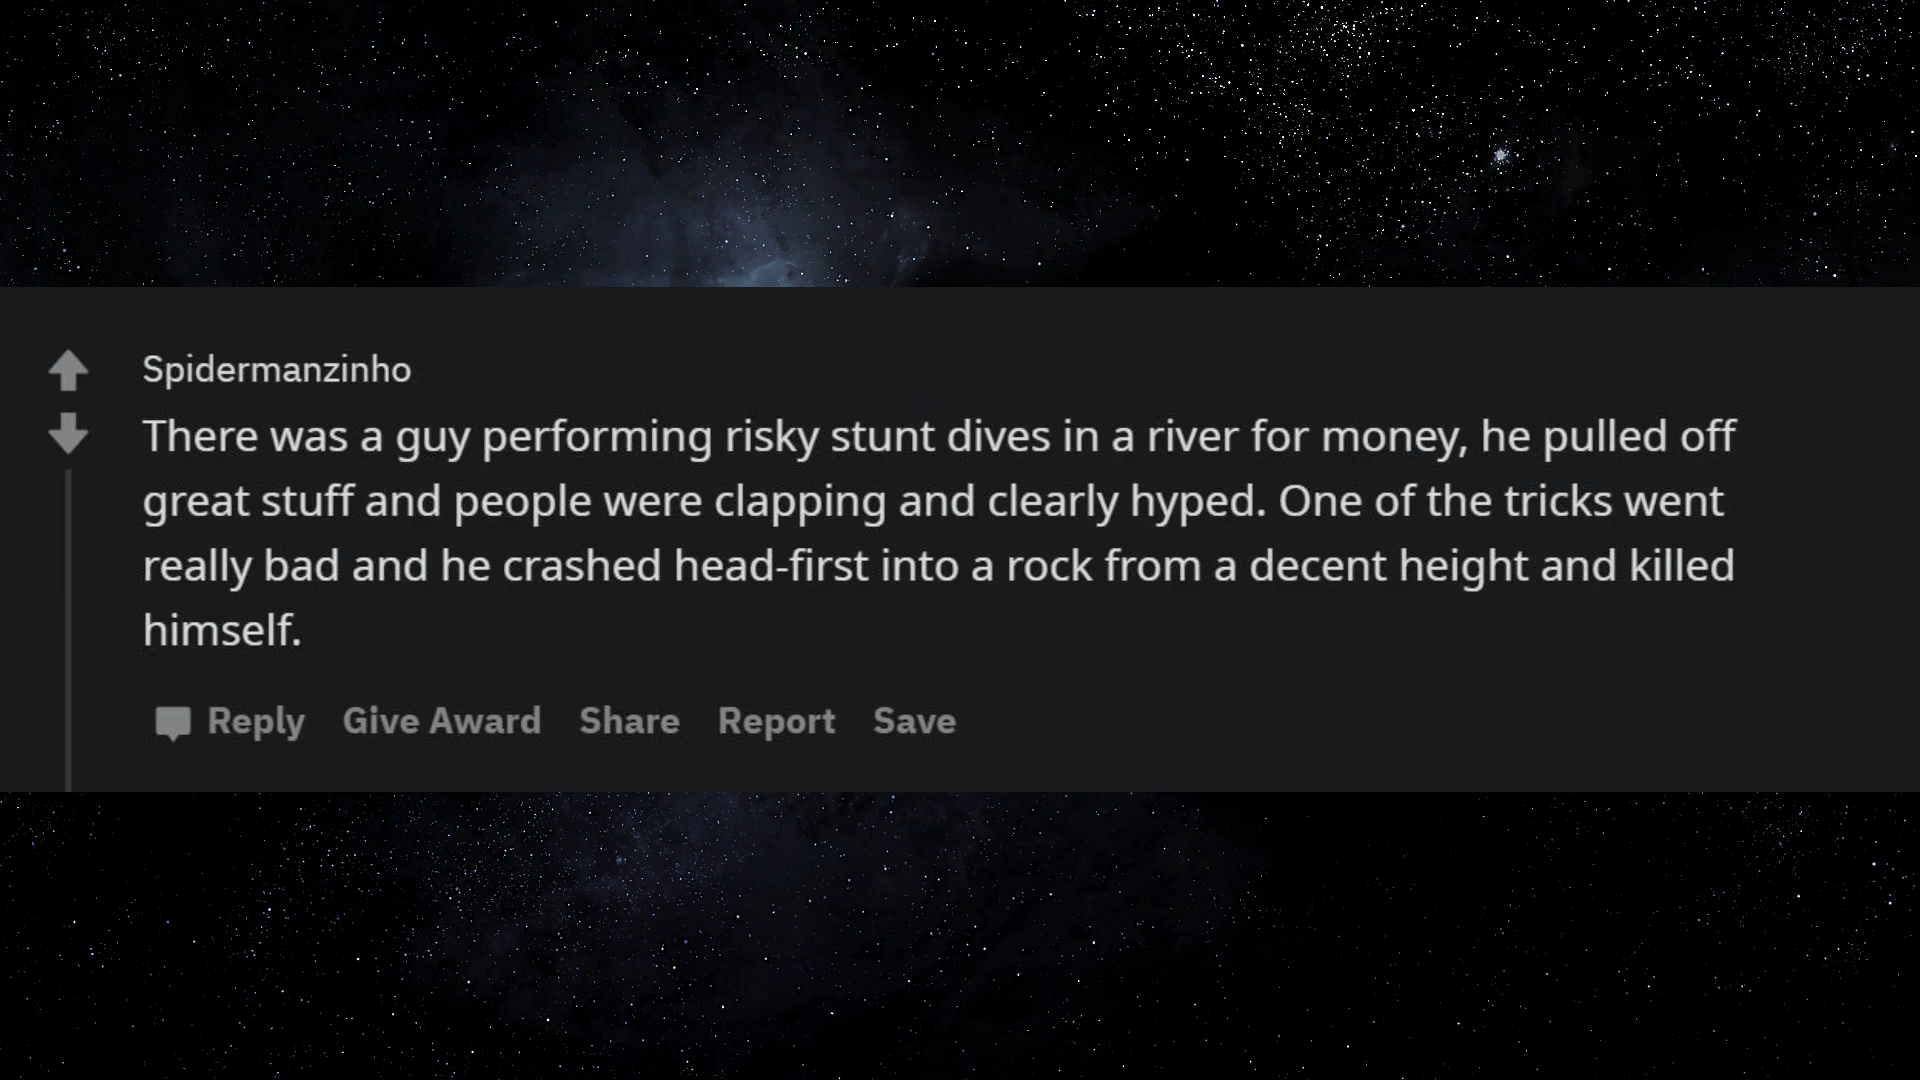 Spidermanzinho
There was a guy performing risky stunt dives in a river for money, he pulled off
great stuff and people were clapping and clearly hyped. One of the tricks went
really bad and he crashed head-first into a rock from a decent height and killed
himself.
Reply Give Award Share Report Save